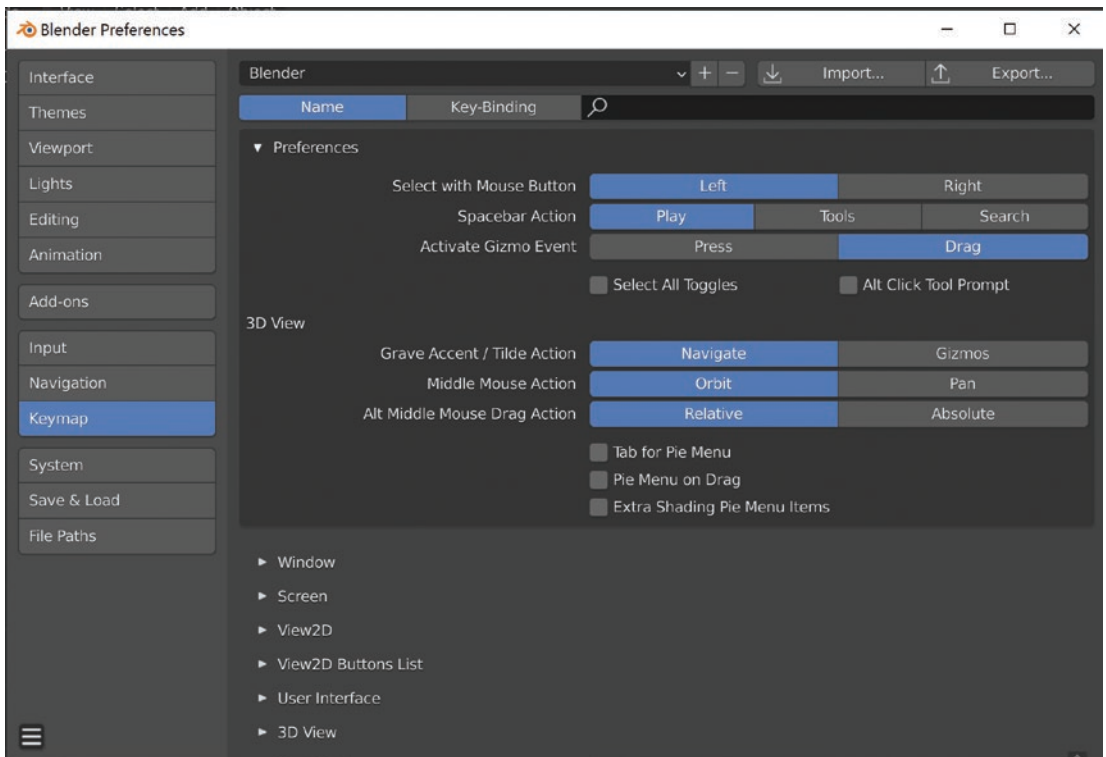 View Select Add Object
Blender Preferences
Interface
Themes
Viewport
Lights
Editing
Animation
Add-ons
Input
Navigation
Keymap
System
Save & Load
File Paths
Blender Import... Export...
Name Key-Binding
Preferences
Select with Mouse Button Left Right
Spacebar Action Play Tools Search
Activate Gizmo Event Press Drag
Select All Toggles Alt Click Tool Prompt
3D View
Grave Accent / Tilde Action Navigate Gizmos
Middle Mouse Action Orbit Pan
Alt Middle Mouse Drag Action Relative Absolute
Tab for Pie Menu
Pie Menu on Drag
Extra Shading Pie Menu Items
Window
Screen
View2D
View2D Buttons List
User Interface
3D View